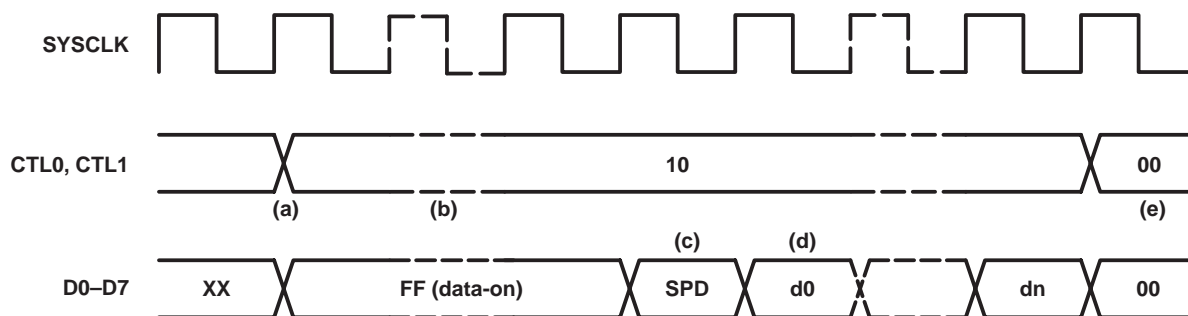 SYSCLK
CTL0, CTL1
10
00
(a)
(b)
(e)
(c)
(d)
D0–D7
XX
FF (data-on)
SPD
d0
dn
00